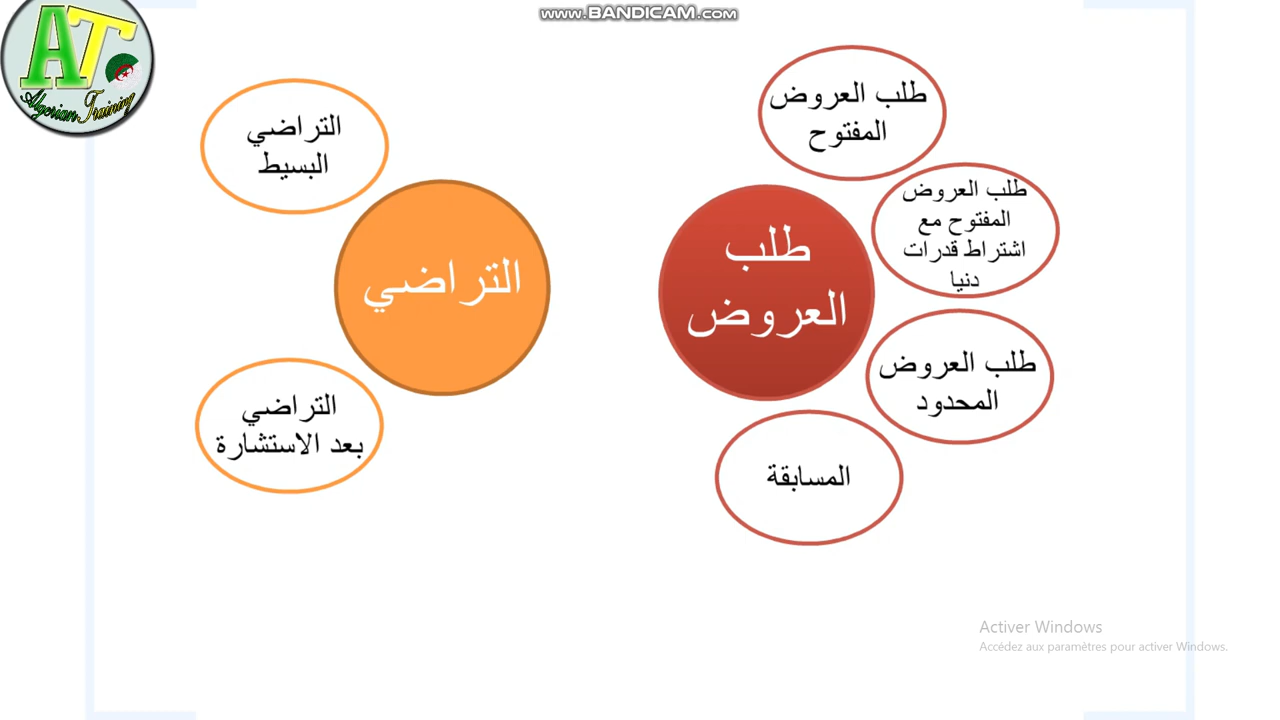 www.BANDICAM.com
AT
Algerian Training
طلب العروض
المفتوح
طلب العروض
المفتوح مع
اشتراط قدرات
دنيا
طلب
العروض
طلب العروض
المحدود
المسابقة
التراضي
البسيط
التراضي
التراضي
بعد الاستشارة
Activer Windows
Accédez aux paramètres pour activer Windows.